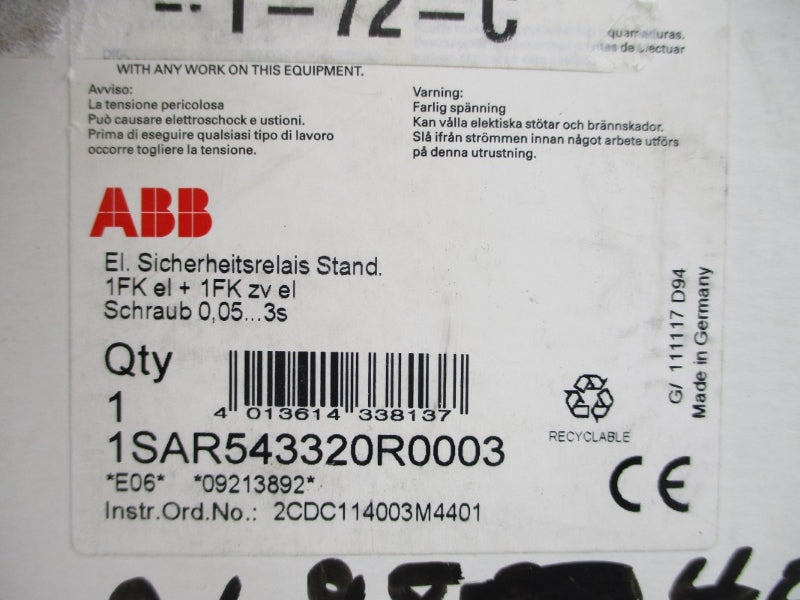 -1-72-C
quamaduras.
WITH ANY WORK ON THIS EQUIPMENT.
Avviso:
La tensione pericolosa
Può causare elettroschock e ustioni.
Prima di eseguire qualsiasi tipo di lavoro
occorre togliere la tensione.
Varning:
Farlig spänning
Kan vålla elektiska stötar och brännskador.
Slå ifrån strömmen innan något arbete utförs
på denna utrustning.
ABB
El. Sicherheitsrelais Stand.
1FK el + 1FK zv el
Schraub 0,05...3s
Qty
1
4 013614 338137
1SAR543320R0003
*E06* *09213892*
Instr.Ord.No.: 2CDC114003M4401
RECYCLABLE
CE
G/ 111117 D94
Made in Germany